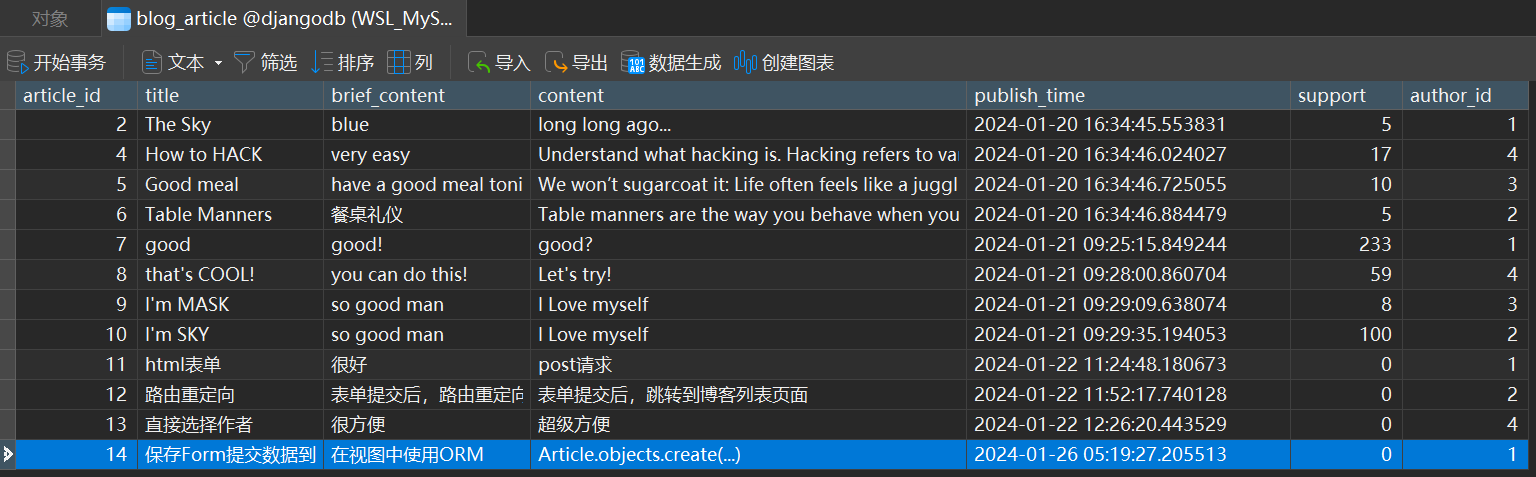 对象 blog_article @djangodb (WSL_MyS...
开始事务 文本 筛选 排序 列 导入 导出 数据生成 创建图表
article_id title brief_content content publish_time support author_id
2 The Sky blue long long ago... 2024-01-20 16:34:45.553831 5 1
4 How to HACK very easy Understand what hacking is. Hacking refers to va 2024-01-20 16:34:46.024027 17 4
5 Good meal have a good meal toni We won’t sugarcoat it: Life often feels like a juggl 2024-01-20 16:34:46.725055 10 3
6 Table Manners 餐桌礼仪 Table manners are the way you behave when you 2024-01-20 16:34:46.884479 5 2
7 good good! good? 2024-01-21 09:25:15.849244 233 1
8 that's COOL! you can do this! Let's try! 2024-01-21 09:28:00.860704 59 4
9 I'm MASK so good man I Love myself 2024-01-21 09:29:09.638074 8 3
10 I'm SKY so good man I Love myself 2024-01-21 09:29:35.194053 100 2
11 html表单 很好 post请求 2024-01-22 11:24:48.180673 0 1
12 路由重定向 表单提交后，路由重定向 表单提交后，跳转到博客列表页面 2024-01-22 11:52:17.740128 0 2
13 直接选择作者 很方便 超级方便 2024-01-22 12:26:20.443529 0 4
14 保存Form提交数据到 在视图中使用ORM Article.objects.create(...) 2024-01-26 05:19:27.205513 0 1